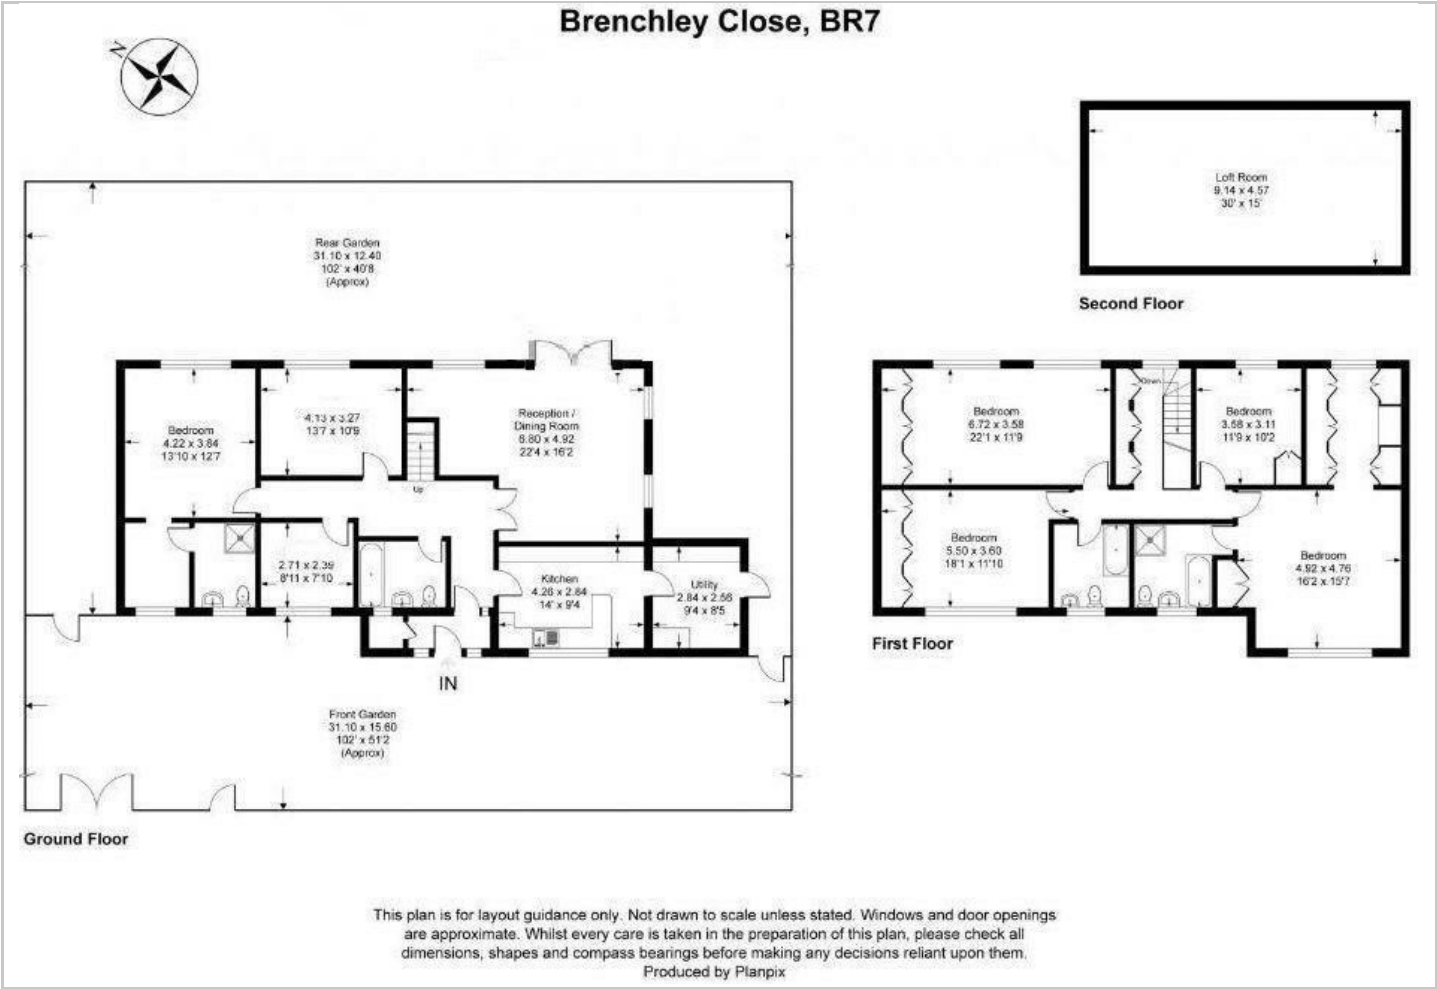 Brenchley Close, BR7
N
Loft Room
9.14 x 4.57
30' x 15'
Second Floor
Rear Garden
31.10 x 12.40
102' x 40'8
(Approx)
Bedroom
4.22 x 3.84
13'10 x 12'7
4.13 x 3.27
13'7 x 10'9
Reception /
Dining Room
6.80 x 4.92
22'4 x 16'2
Up
2.71 x 2.39
8'11 x 7'10
Kitchen
4.26 x 2.84
14' x 9'4
Utility
2.84 x 2.56
9'4 x 8'5
IN
Front Garden
31.10 x 15.60
102' x 51'2
(Approx)
Ground Floor
Bedroom
6.72 x 3.58
22'1 x 11'9
Down
Bedroom
3.58 x 3.11
11'9 x 10'2
Bedroom
5.50 x 3.60
18'1 x 11'10
Bedroom
4.92 x 4.76
16'2 x 15'7
First Floor
This plan is for layout guidance only. Not drawn to scale unless stated. Windows and door openings
are approximate. Whilst every care is taken in the preparation of this plan, please check all
dimensions, shapes and compass bearings before making any decisions reliant upon them.
Produced by Planpix